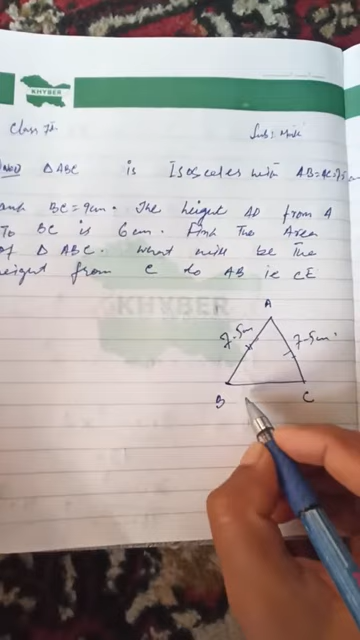 KHYBER
Class 7th
Sub: Math
Δ ABC is Isosceles with AB=AC=7.5
and BC=9cm. The height AD from A
To BC is 6cm. Find The Area
of Δ ABC. What will be The
eight from C to AB ie CE
KHYBER
A
7.5m
7.5cm.
B
C